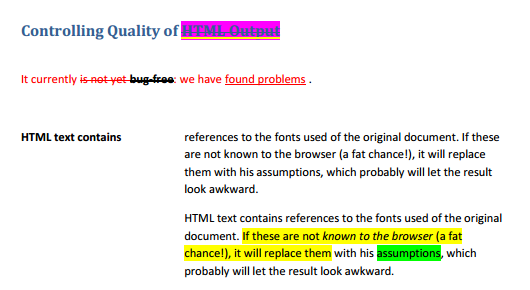 Controlling Quality of HTML Output
It currently is not yet bug-free: we have found problems .
HTML text contains
references to the fonts used of the original document. If these
are not known to the browser (a fat chance!), it will replace
them with his assumptions, which probably will let the result
look awkward.
HTML text contains references to the fonts used of the original
document. If these are not known to the browser (a fat
chance!), it will replace them with his assumptions, which
probably will let the result look awkward.